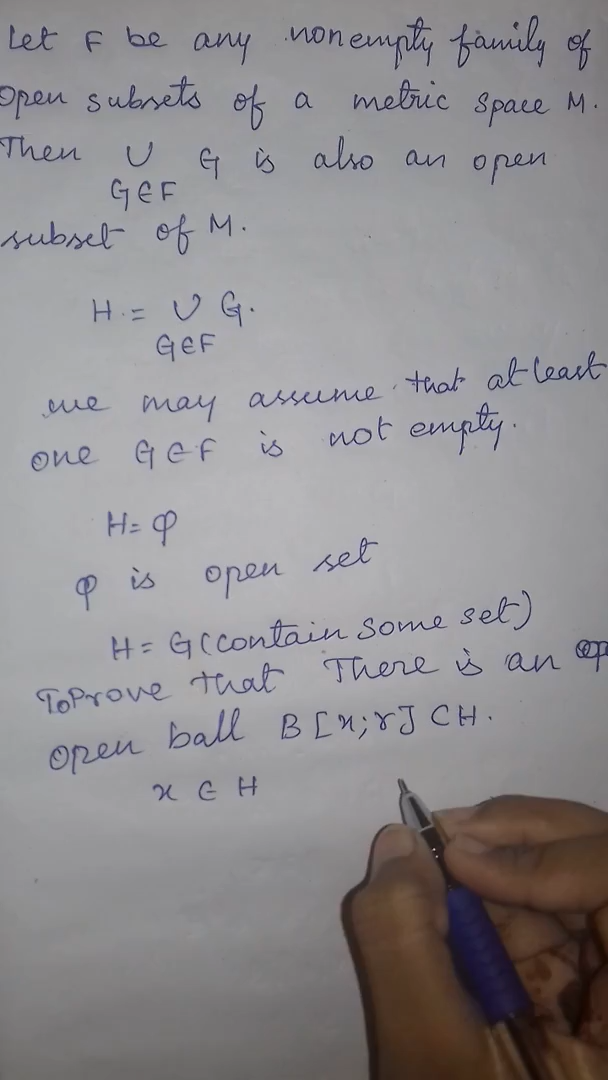 Let F be any nonempty family of
Open subsets of a metric space M.
Then ∪ G is also an open
G∈F
subset of M.
H = ∪ G.
G∈F
we may assume that at least
one G∈F is not empty.
H = φ
φ is open set
H = G (contain some set)
To Prove that There is an op
open ball B[x;r] ⊂ H.
x ∈ H